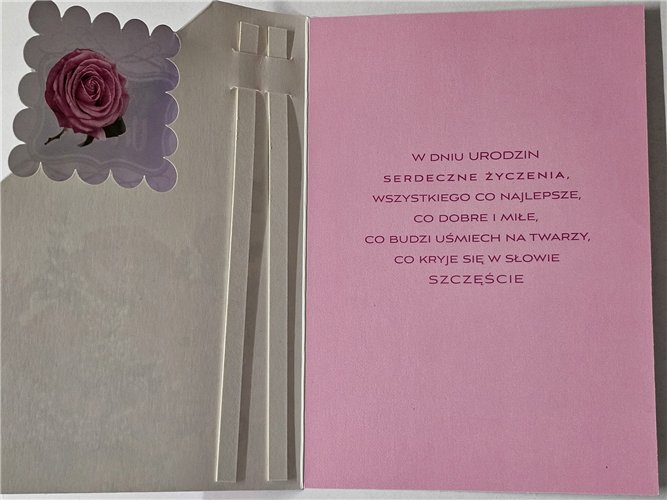 W DNIU URODZIN
SERDECZNE ŻYCZENIA,
WSZYSTKIEGO CO NAJLEPSZE,
CO DOBRE I MIŁE,
CO BUDZI UŚMIECH NA TWARZY,
CO KRYJE SIĘ W SŁOWIE
SZCZĘŚCIE